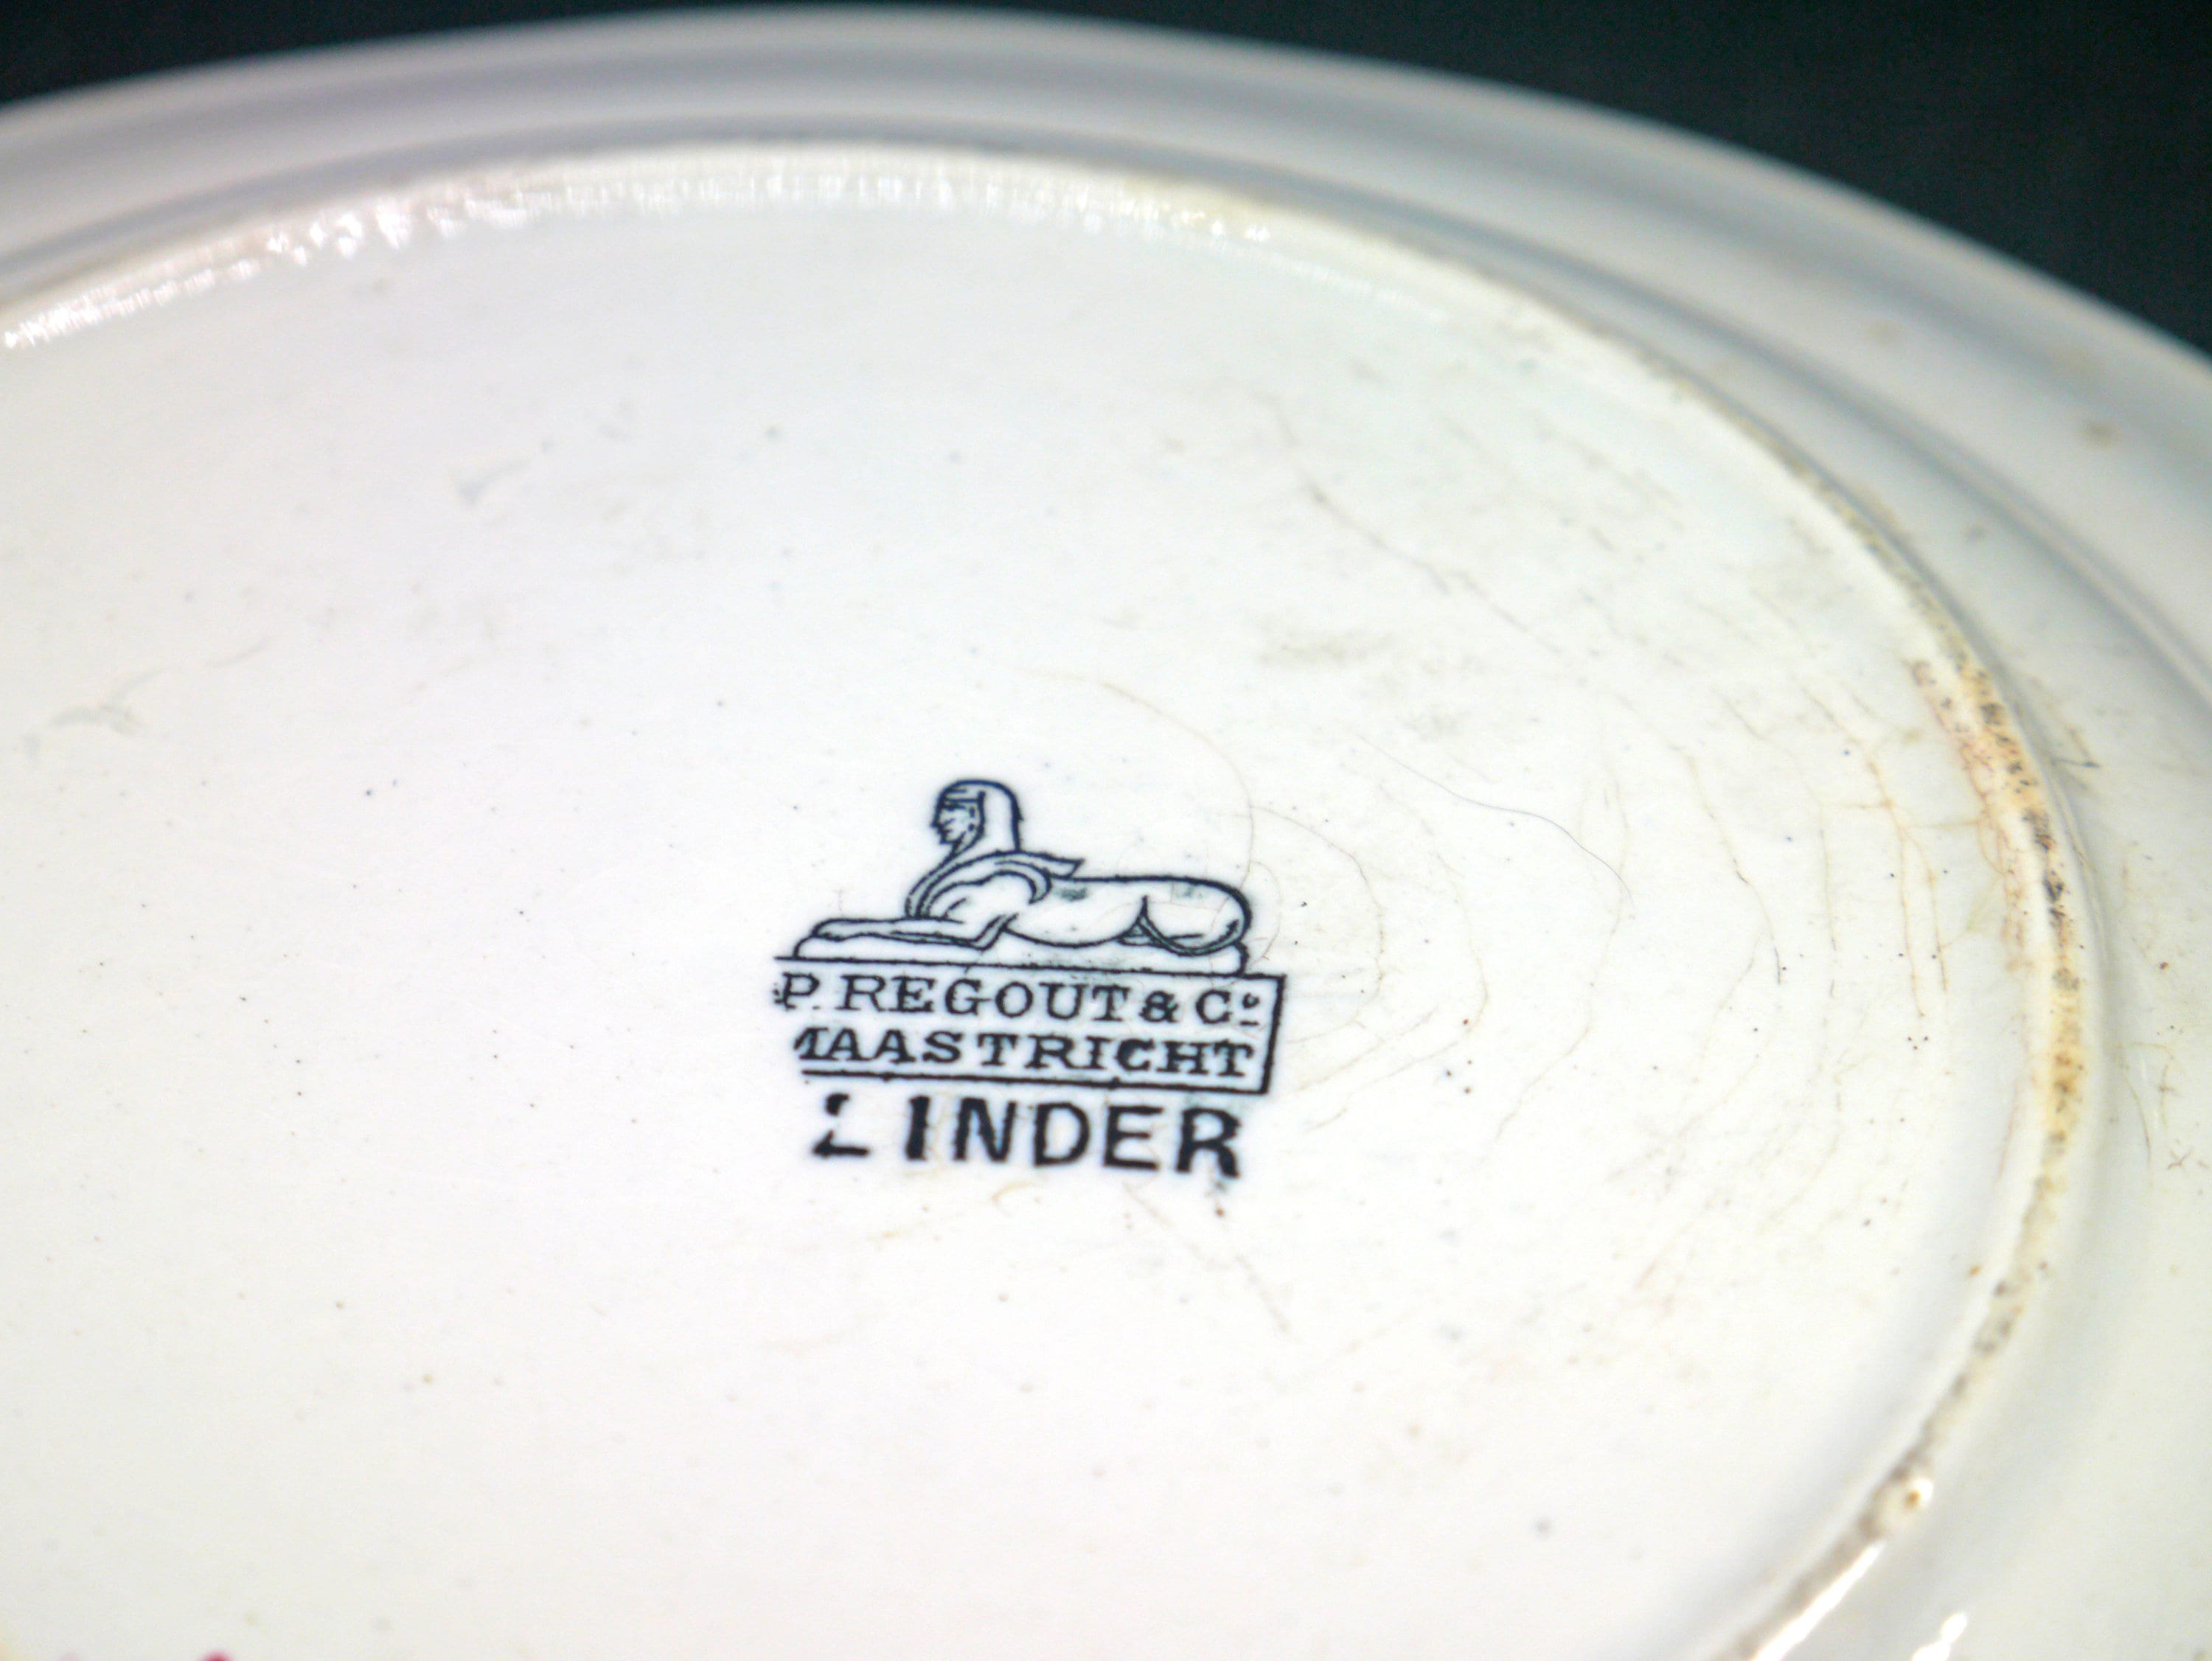 P. REGOUT & Cº
MAASTRICHT
LINDER